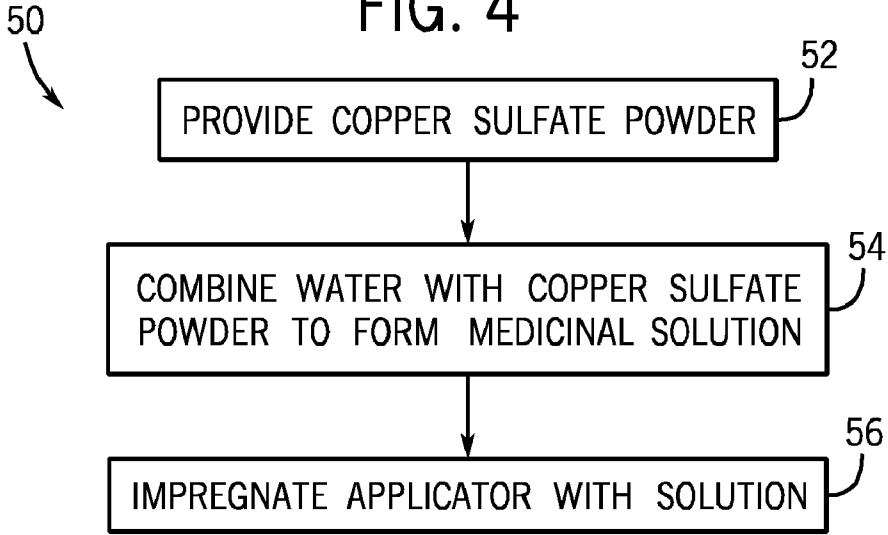 FIG. 4
50
52
PROVIDE COPPER SULFATE POWDER
54
COMBINE WATER WITH COPPER SULFATE
POWDER TO FORM MEDICINAL SOLUTION
56
IMPREGNATE APPLICATOR WITH SOLUTION